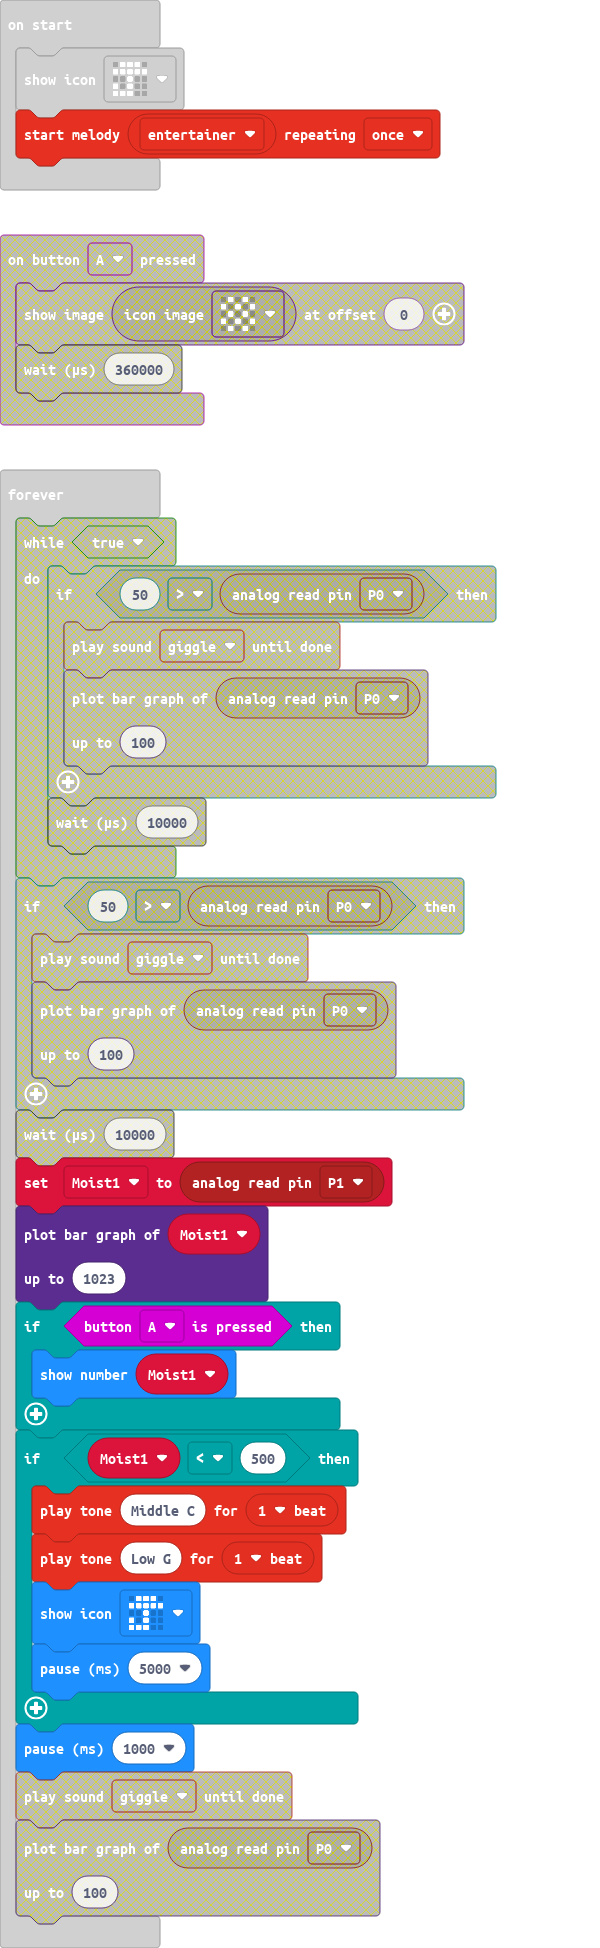 on start
show icon
start melody entertainer repeating once
on button A pressed
show image icon image at offset 0
wait (µs) 360000
forever
while true
do
if 50 > analog read pin P0 then
play sound giggle until done
plot bar graph of analog read pin P0
up to 100
wait (µs) 10000
if 50 > analog read pin P0 then
play sound giggle until done
plot bar graph of analog read pin P0
up to 100
wait (µs) 10000
set Moist1 to analog read pin P1
plot bar graph of Moist1
up to 1023
if button A is pressed then
show number Moist1
if Moist1 < 500 then
play tone Middle C for 1 beat
play tone Low G for 1 beat
show icon
pause (ms) 5000
pause (ms) 1000
play sound giggle until done
plot bar graph of analog read pin P0
up to 100